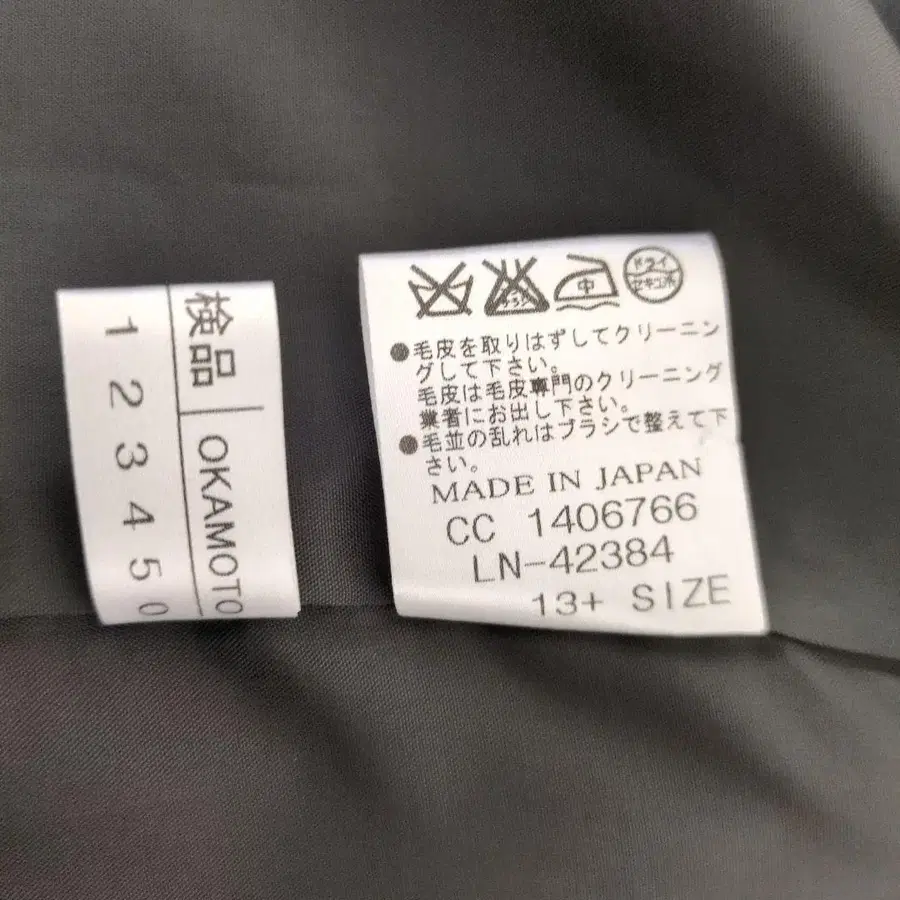 検品
OKAMOTO
1 2 3 4 5 0
中
ドライ
セキユ系
●毛皮を取りはずしてクリーニン
グして下さい。
毛皮は毛皮専門のクリーニング
業者にお出し下さい。
●毛並の乱れはブラシで整えて下
さい。
MADE IN JAPAN
CC 1406766
LN-42384
13+ SIZE